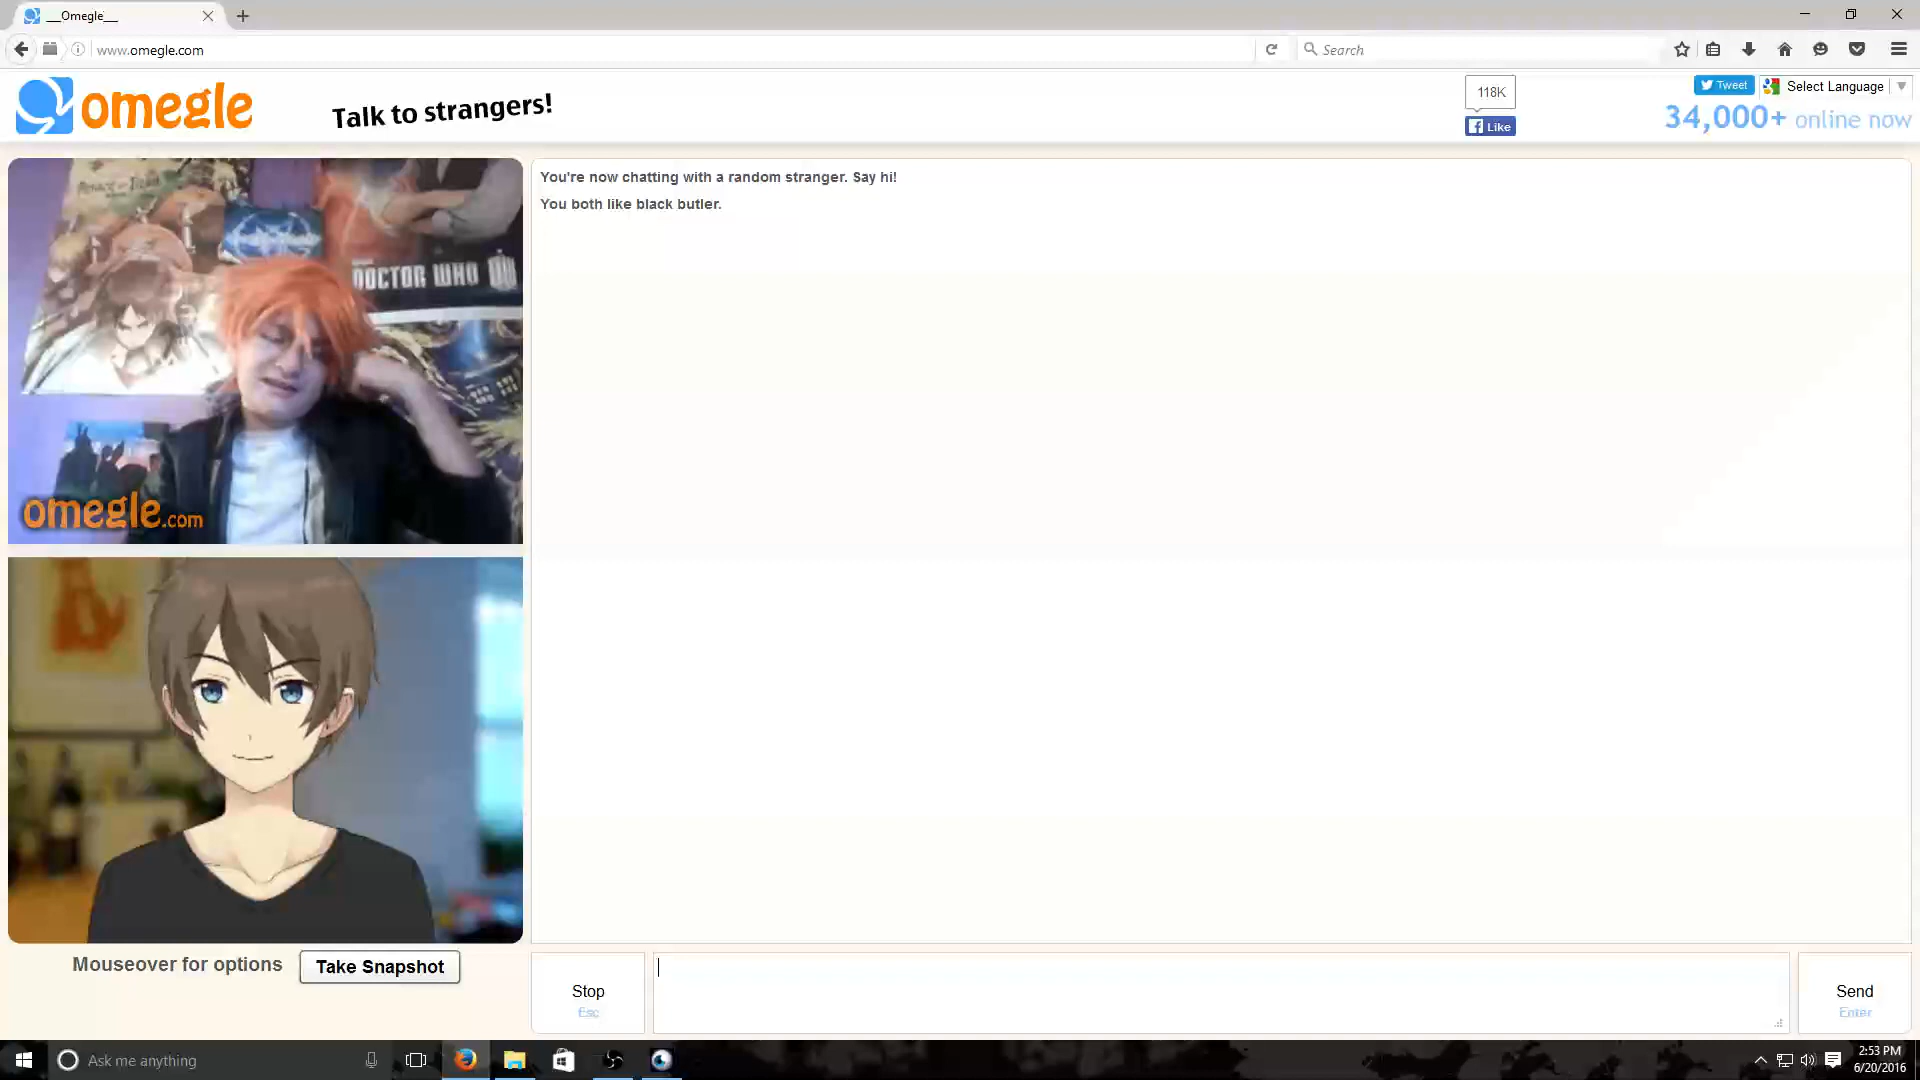 __Omegle__
www.omegle.com
Search
omegle
Talk to strangers!
118K
Like
Tweet
Select Language
34,000+ online now
DOCTOR WHO
omegle.com
You're now chatting with a random stranger. Say hi!
You both like black butler.
Mouseover for options
Take Snapshot
Stop
Esc
Send
Enter
Ask me anything
2:53 PM
6/20/2016